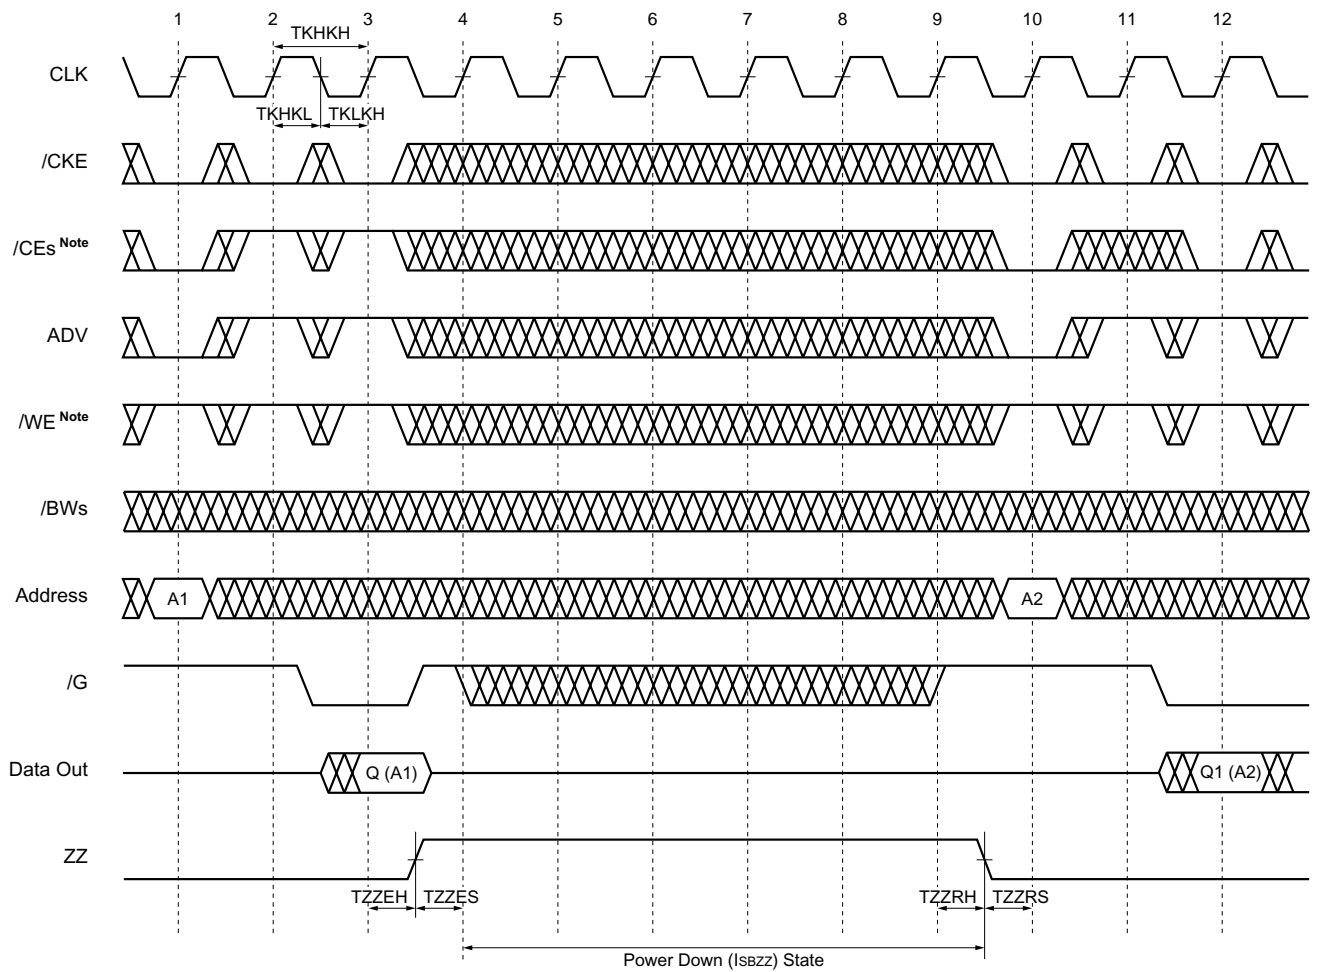 1 2 3 4 5 6 7 8 9 10 11 12
TKHKH
CLK
TKHKL TKLKH
/CKE
/CEs Note
ADV
/WE Note
/BWs
Address A1 A2
/G
Data Out Q (A1) Q1 (A2)
ZZ
TZZEH TZZES TZZRH TZZRS
Power Down (ISBZZ) State